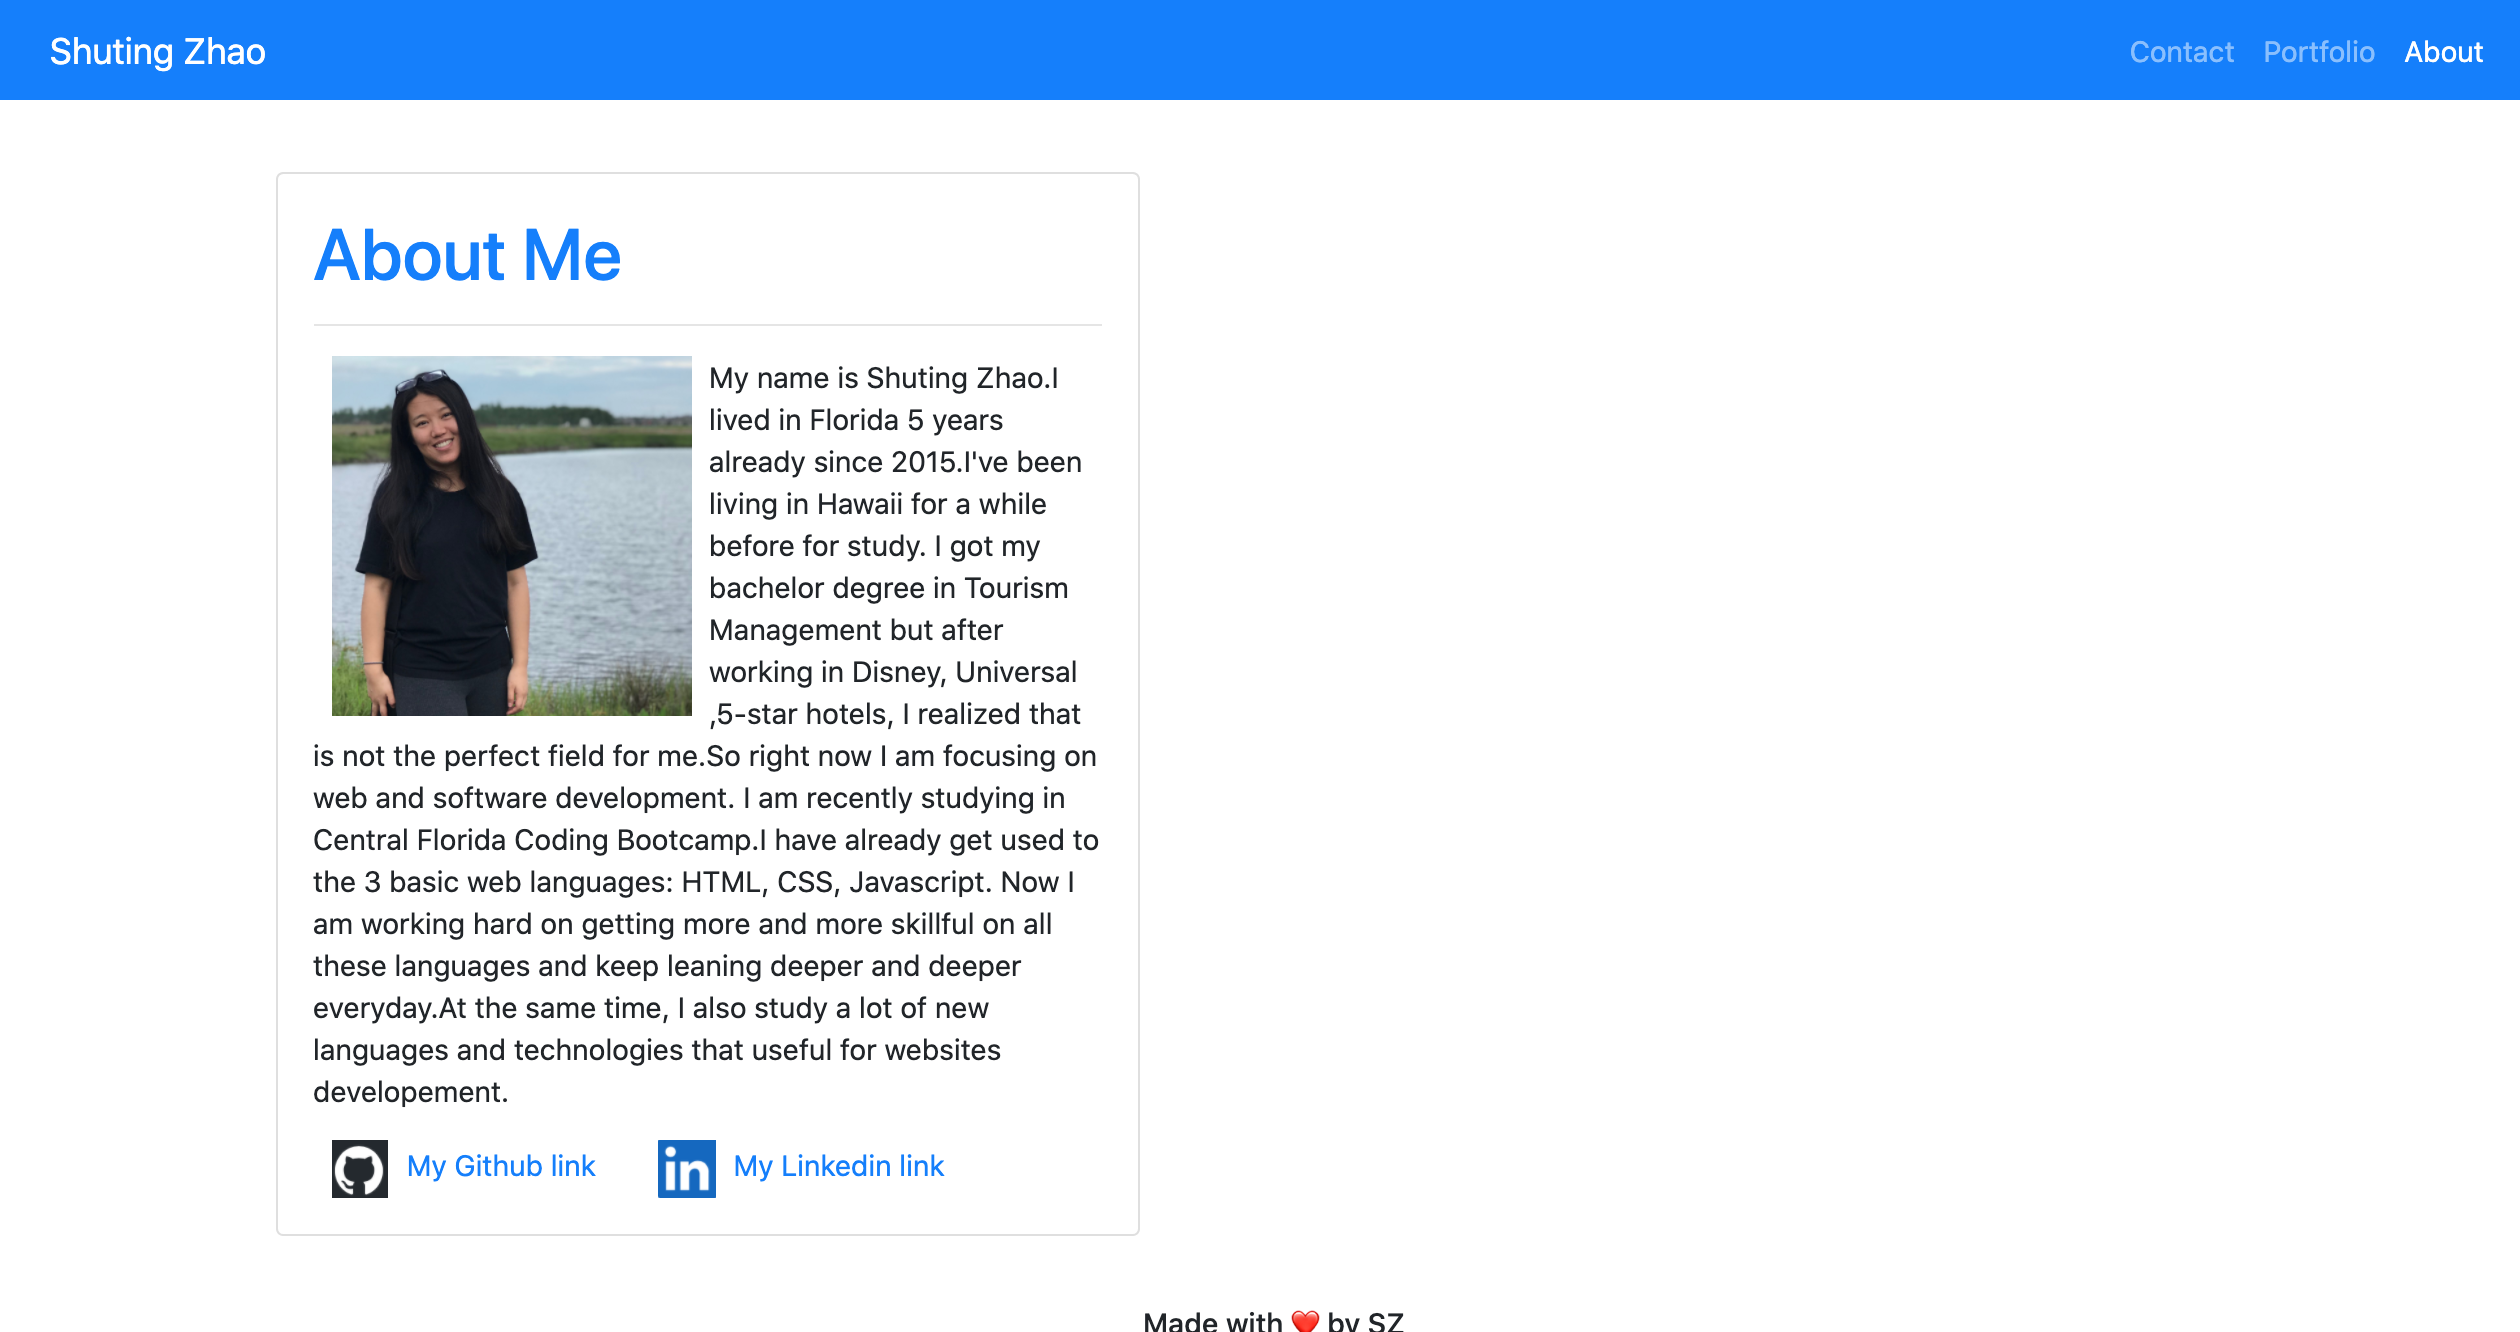 Shuting Zhao
Contact Portfolio About
About Me
My name is Shuting Zhao.I
lived in Florida 5 years
already since 2015.I've been
living in Hawaii for a while
before for study. I got my
bachelor degree in Tourism
Management but after
working in Disney, Universal
,5-star hotels, I realized that
is not the perfect field for me.So right now I am focusing on
web and software development. I am recently studying in
Central Florida Coding Bootcamp.I have already get used to
the 3 basic web languages: HTML, CSS, Javascript. Now I
am working hard on getting more and more skillful on all
these languages and keep leaning deeper and deeper
everyday.At the same time, I also study a lot of new
languages and technologies that useful for websites
developement.
in
My Github link My Linkedin link
Made with ❤️ by SZ